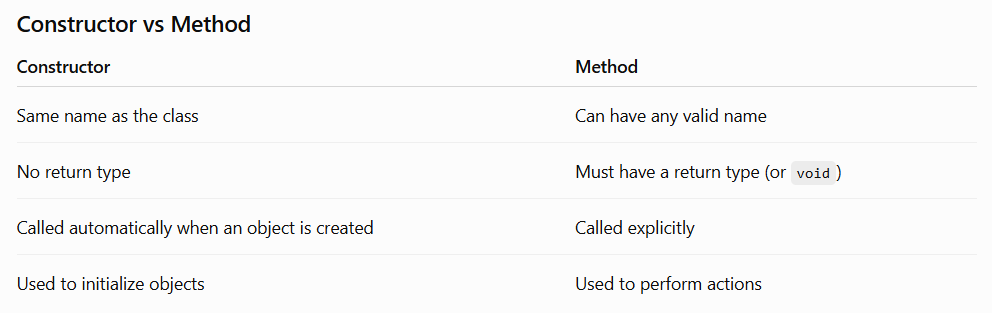 Constructor vs Method
Constructor Method
Same name as the class Can have any valid name
No return type Must have a return type (or void)
Called automatically when an object is created Called explicitly
Used to initialize objects Used to perform actions